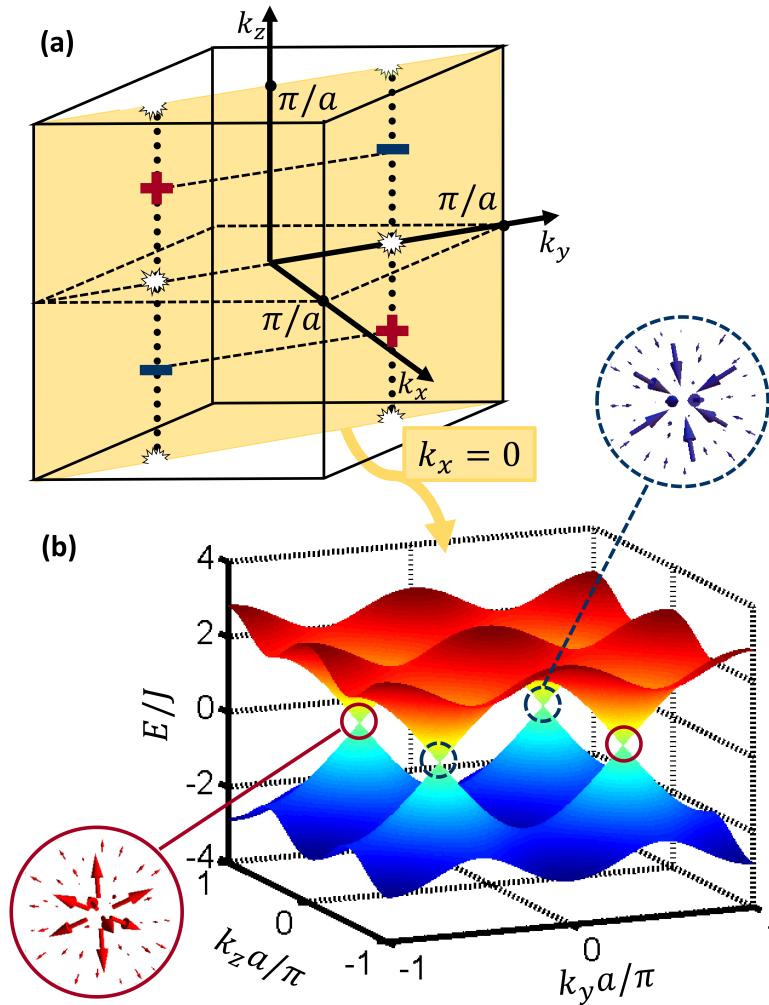 (a)
k_z
π/a
π/a
k_y
π/a
k_x
k_x = 0
(b)
4
2
0
-2
-4
E/J
1
0
-1
k_z a/π
-1
0
k_y a/π